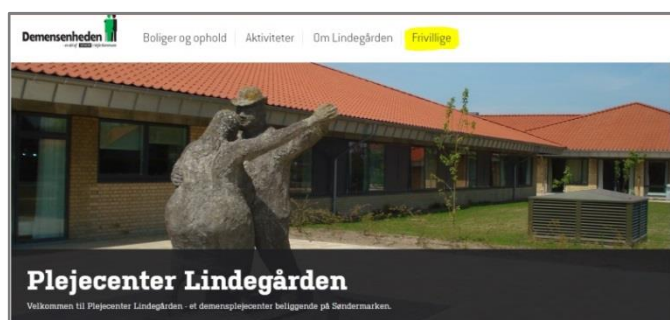 Demensenheden
Boliger og ophold
Aktiviteter
Om Lindegården
Frivillige
Plejecenter Lindegården
Velkommen til Plejecenter Lindegården - et demensplejecenter beliggende på Søndermarken.